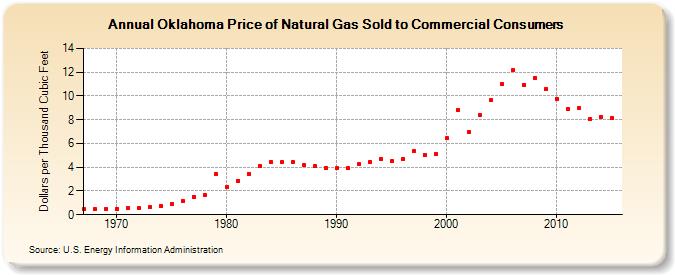 Annual Oklahoma Price of Natural Gas Sold to Commercial Consumers
Dollars per Thousand Cubic Feet
14
12
10
8
6
4
2
0
1970 1980 1990 2000 2010
Source: U.S. Energy Information Administration